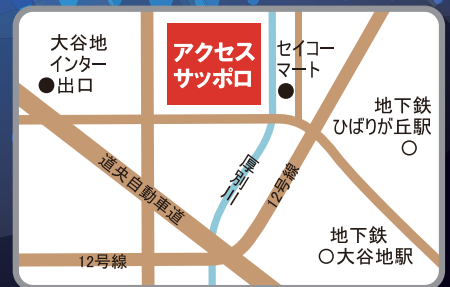 大谷地
インター
出口
アクセス
サッポロ
セイコー
マート
地下鉄
ひばりが丘駅
厚別川
12号線
道央自動車道
地下鉄
大谷地駅
12号線